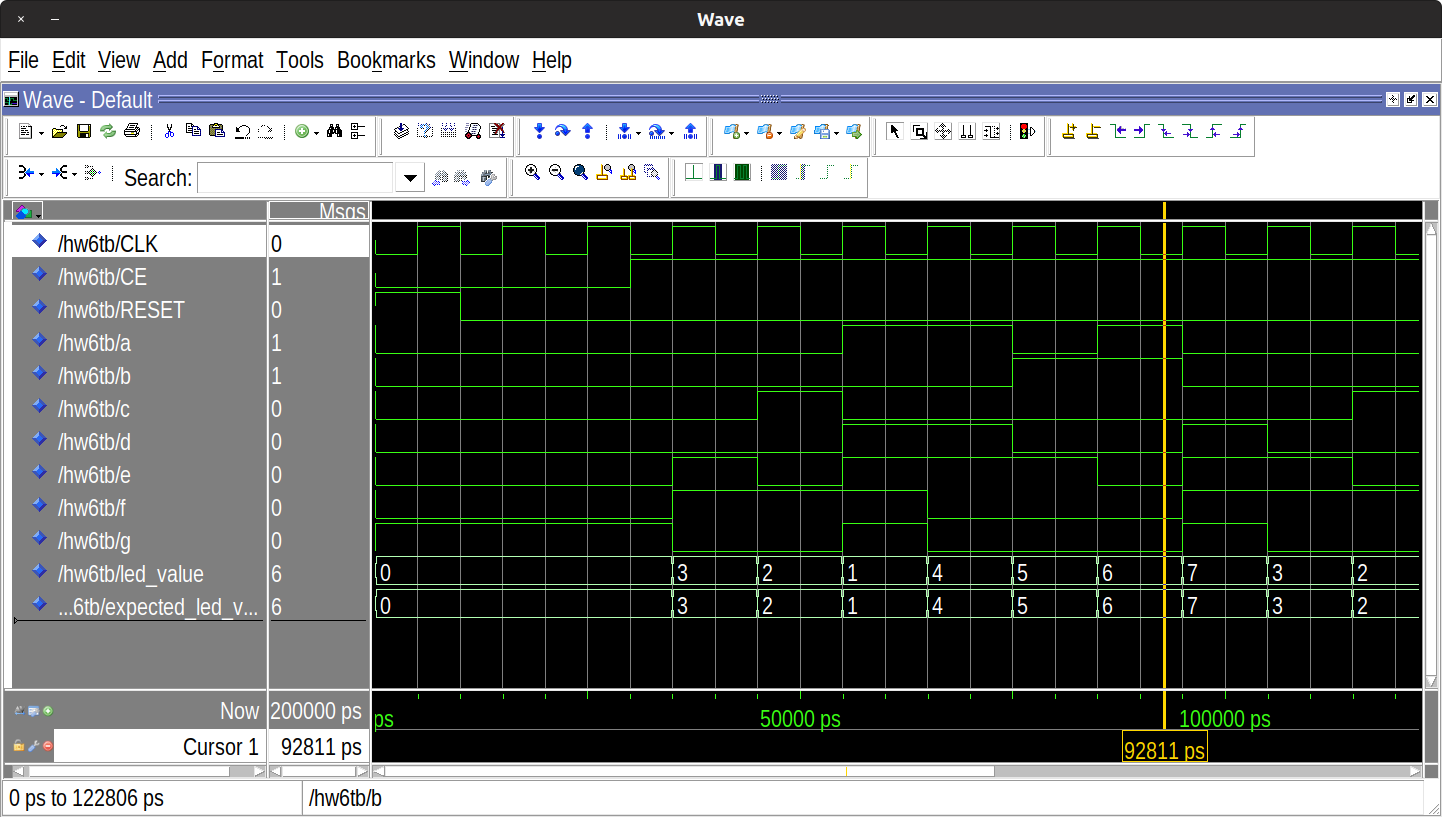 Wave
File Edit View Add Format Tools Bookmarks Window Help
Wave - Default
Search:
Msgs
/hw6tb/CLK 0
/hw6tb/CE 1
/hw6tb/RESET 0
/hw6tb/a 1
/hw6tb/b 1
/hw6tb/c 0
/hw6tb/d 0
/hw6tb/e 0
/hw6tb/f 0
/hw6tb/g 0
/hw6tb/led_value 6 0 3 2 1 4 5 6 7 3 2
...6tb/expected_led_v... 6 0 3 2 1 4 5 6 7 3 2
Now 200000 ps ps 50000 ps 100000 ps
Cursor 1 92811 ps 92811 ps
0 ps to 122806 ps /hw6tb/b